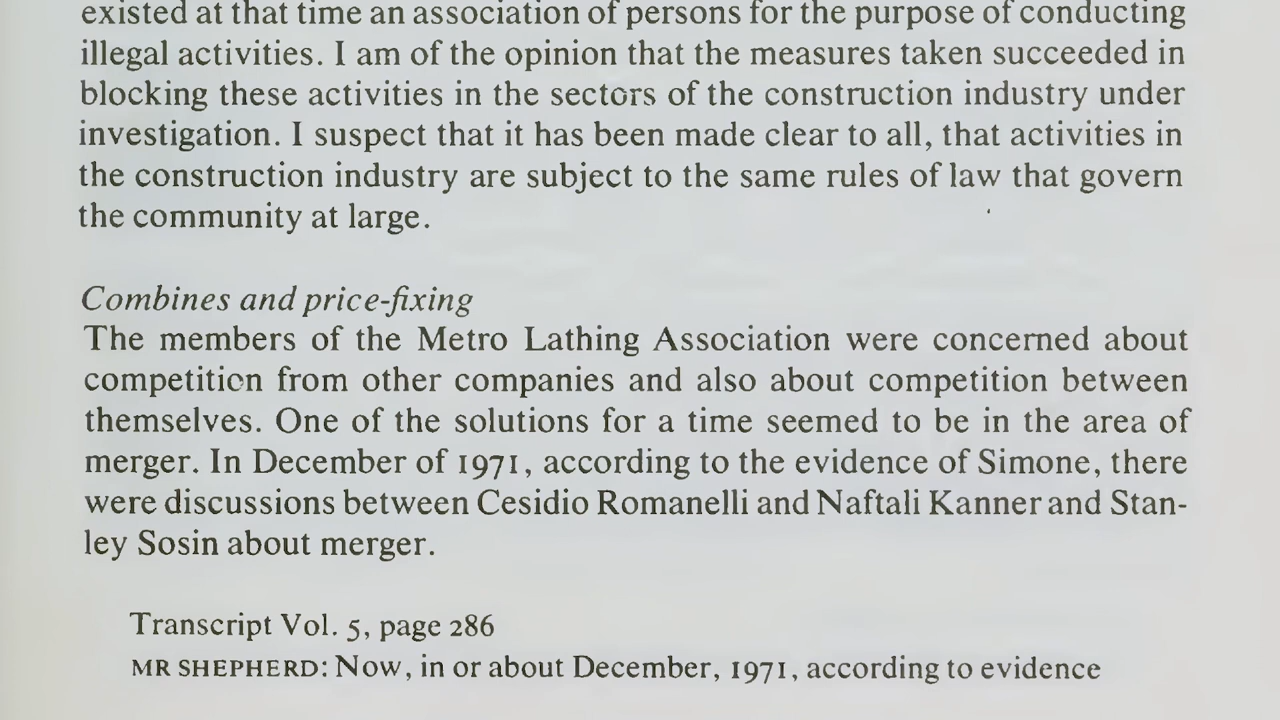 existed at that time an association of persons for the purpose of conducting
illegal activities. I am of the opinion that the measures taken succeeded in
blocking these activities in the sectors of the construction industry under
investigation. I suspect that it has been made clear to all, that activities in
the construction industry are subject to the same rules of law that govern
the community at large.
Combines and price-fixing
The members of the Metro Lathing Association were concerned about
competition from other companies and also about competition between
themselves. One of the solutions for a time seemed to be in the area of
merger. In December of 1971, according to the evidence of Simone, there
were discussions between Cesidio Romanelli and Naftali Kanner and Stan-
ley Sosin about merger.
Transcript Vol. 5, page 286
MR SHEPHERD: Now, in or about December, 1971, according to evidence